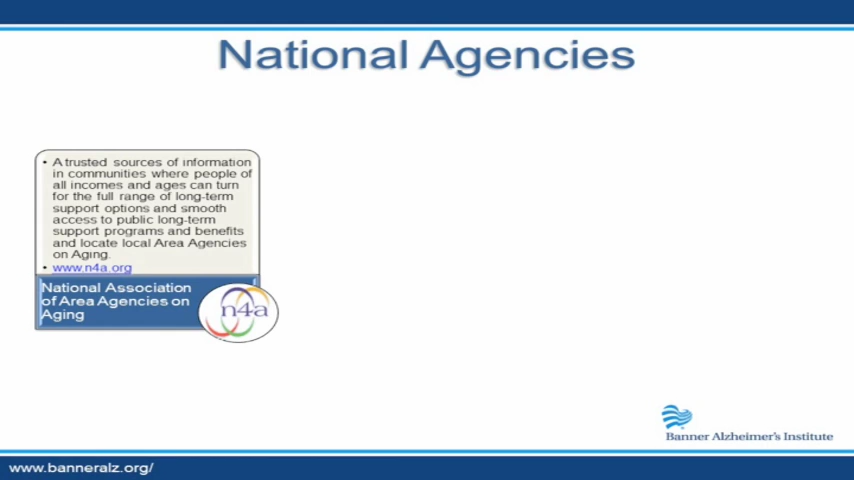 National Agencies
• A trusted sources of information
in communities where people of
all incomes and ages can turn
for the full range of long-term
support options and smooth
access to public long-term
support programs and benefits
and locate local Area Agencies
on Aging.
• www.n4a.org
National Association
of Area Agencies on
Aging
n4a
Banner Alzheimer's Institute
www.banneralz.org/